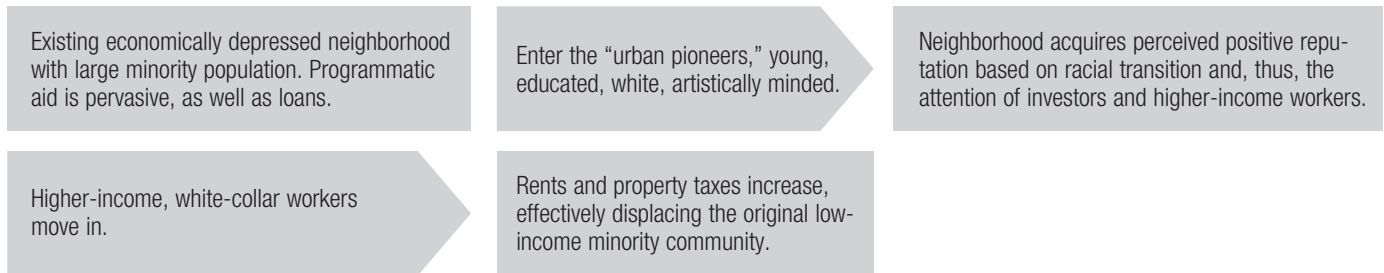 Existing economically depressed neighborhood
with large minority population. Programmatic
aid is pervasive, as well as loans.
Enter the “urban pioneers,” young,
educated, white, artistically minded.
Neighborhood acquires perceived positive repu-
tation based on racial transition and, thus, the
attention of investors and higher-income workers.
Higher-income, white-collar workers
move in.
Rents and property taxes increase,
effectively displacing the original low-
income minority community.